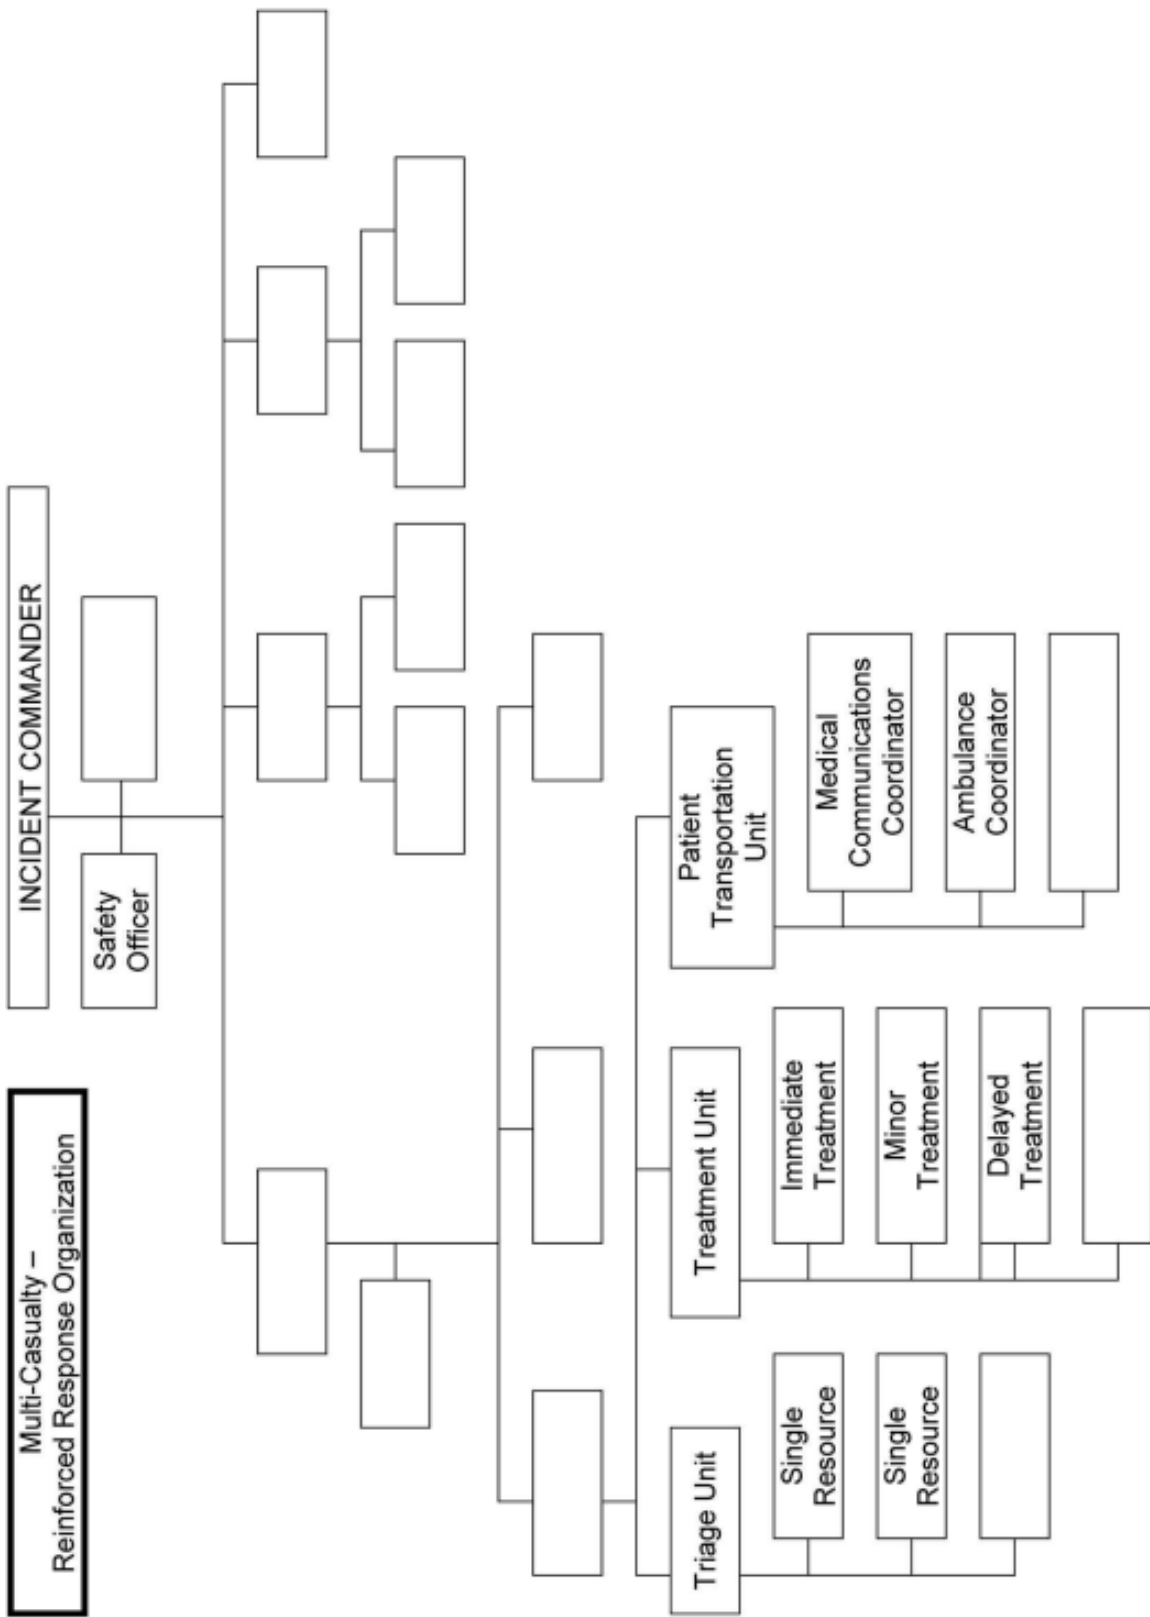 Multi-Casualty –
Reinforced Response Organization
INCIDENT COMMANDER
Safety
Officer
Triage Unit
Single
Resource
Single
Resource
Treatment Unit
Immediate
Treatment
Minor
Treatment
Delayed
Treatment
Patient
Transportation
Unit
Medical
Communications
Coordinator
Ambulance
Coordinator